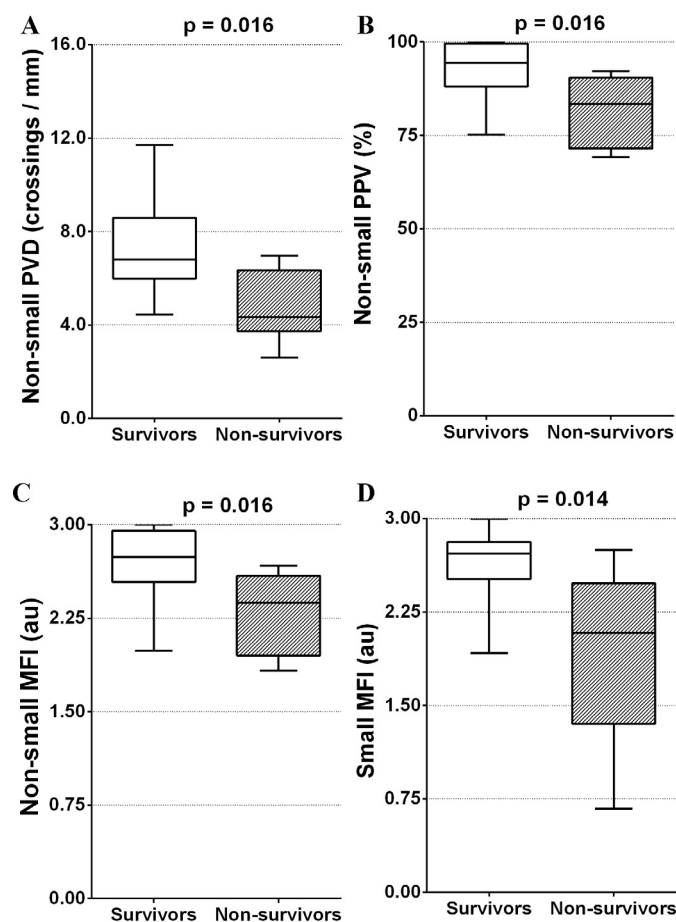 A
p = 0.016
Non-small PVD (crossings / mm)
16.0
12.0
8.0
4.0
0.0
Survivors Non-survivors
B
p = 0.016
Non-small PPV (%)
100
75
50
25
0
Survivors Non-survivors
C
p = 0.016
Non-small MFI (au)
3.00
2.25
1.50
0.75
0.00
Survivors Non-survivors
D
p = 0.014
Small MFI (au)
3.00
2.25
1.50
0.75
0.00
Survivors Non-survivors